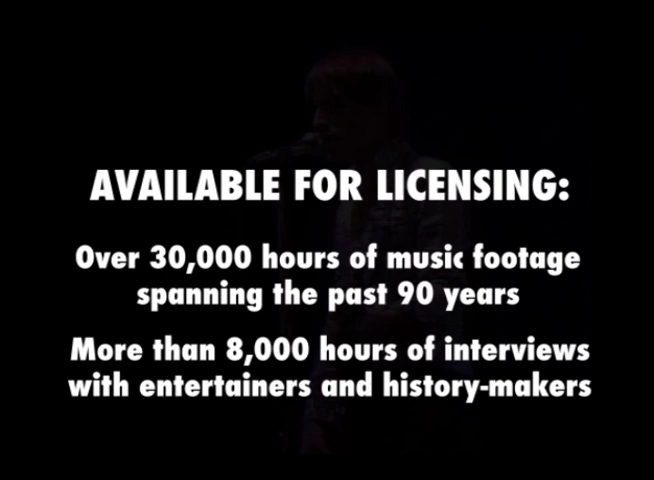 AVAILABLE FOR LICENSING:
Over 30,000 hours of music footage
spanning the past 90 years
More than 8,000 hours of interviews
with entertainers and history-makers